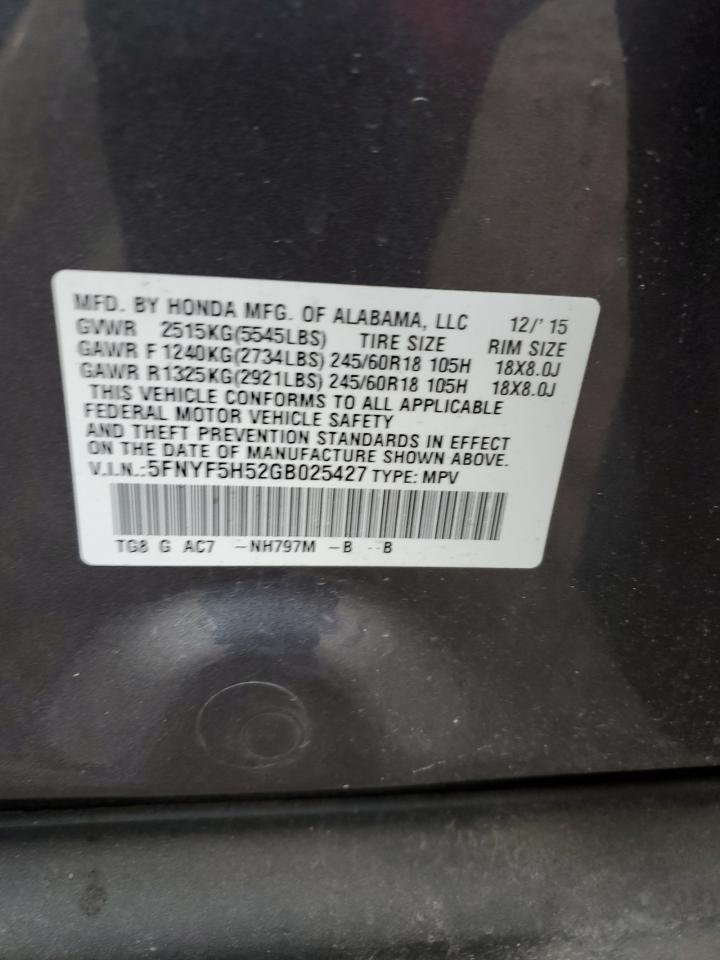 MFD. BY HONDA MFG. OF ALABAMA, LLC 12/'15
GVWR 2515KG(5545LBS) TIRE SIZE RIM SIZE
GAWR F 1240KG(2734LBS) 245/60R18 105H 18X8.0J
GAWR R 1325KG(2921LBS) 245/60R18 105H 18X8.0J
THIS VEHICLE CONFORMS TO ALL APPLICABLE
FEDERAL MOTOR VEHICLE SAFETY
AND THEFT PREVENTION STANDARDS IN EFFECT
ON THE DATE OF MANUFACTURE SHOWN ABOVE.
V.I.N.:5FNYF5H52GB025427 TYPE: MPV
TG8 G AC7 -NH797M -B --B